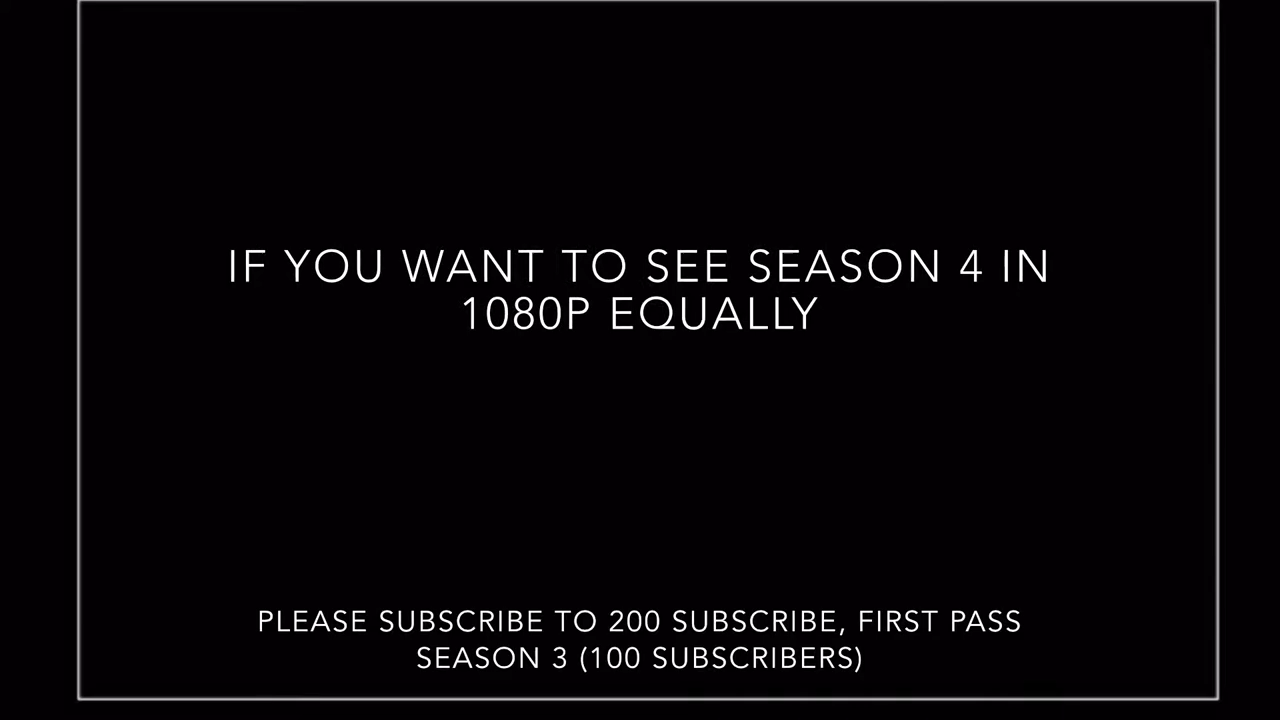 IF YOU WANT TO SEE SEASON 4 IN
1080P EQUALLY
PLEASE SUBSCRIBE TO 200 SUBSCRIBE, FIRST PASS
SEASON 3 (100 SUBSCRIBERS)